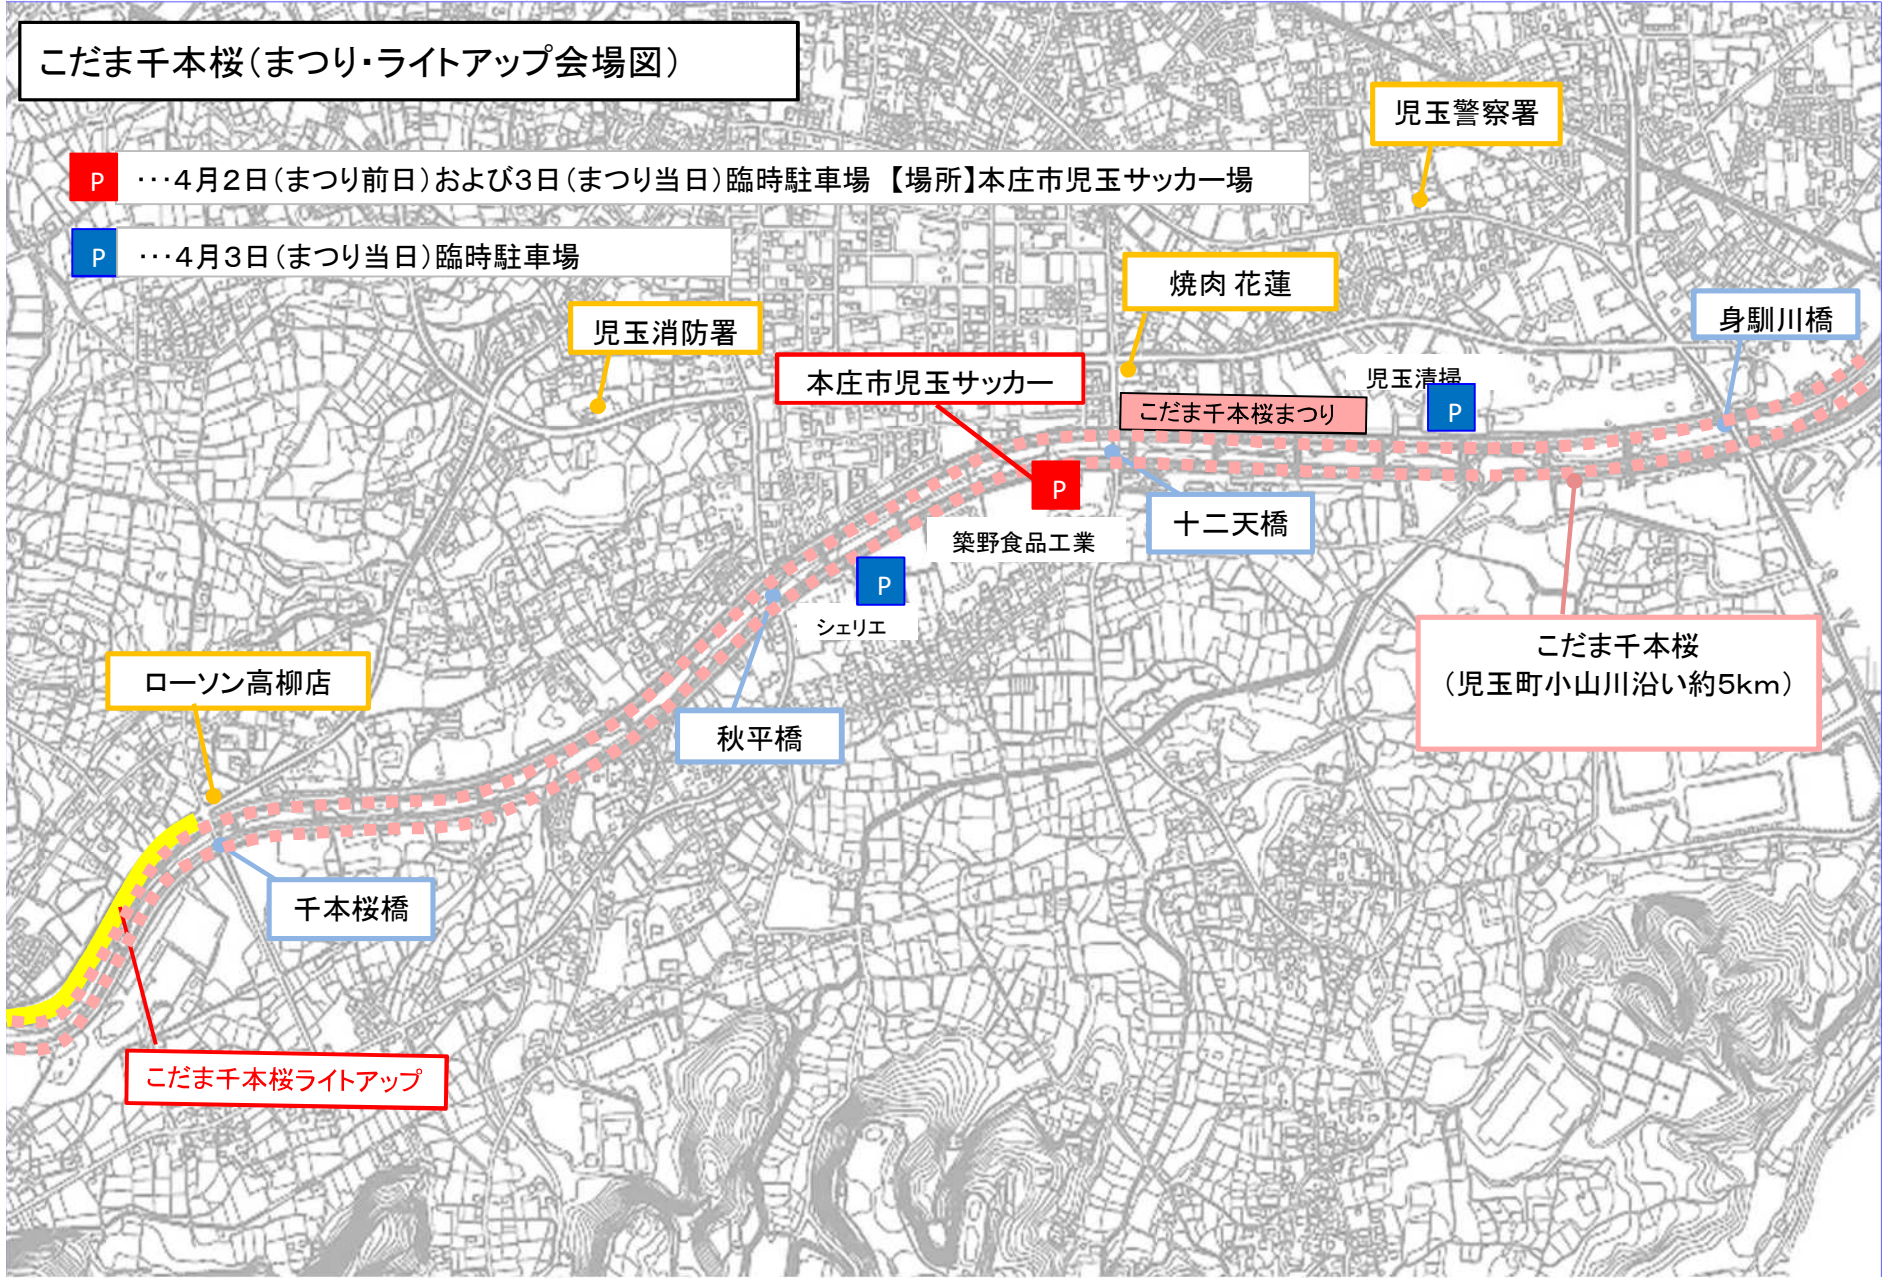 こだま千本桜(まつり・ライトアップ会場図)
児玉警察署
P ・・・4月2日(まつり前日)および3日(まつり当日)臨時駐車場 【場所】本庄市児玉サッカー場
P ・・・4月3日(まつり当日)臨時駐車場
焼肉 花蓮
身馴川橋
児玉消防署
本庄市児玉サッカー
児玉清掃
P
こだま千本桜まつり
P
十二天橋
築野食品工業
P
シェリエ
こだま千本桜
(児玉町小山川沿い約5km)
ローソン高柳店
秋平橋
千本桜橋
こだま千本桜ライトアップ